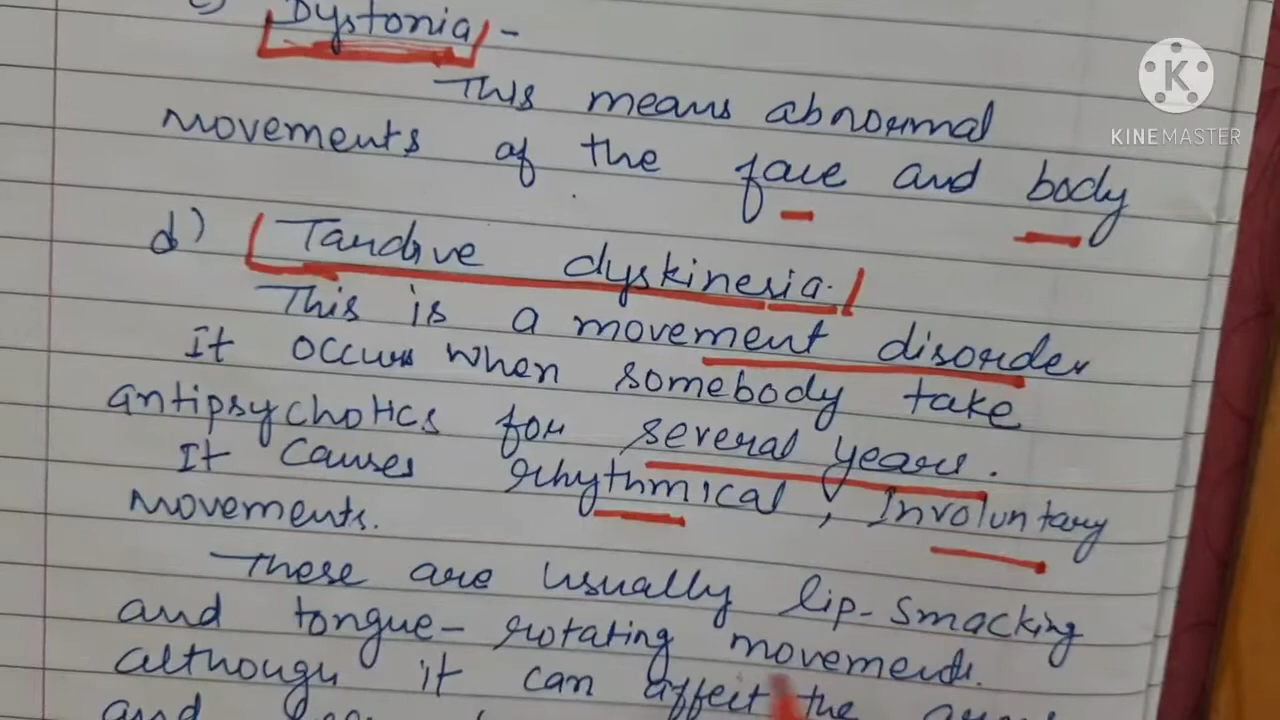 c) Dystonia -
This means abnormal
movements of the face and body
d) Tardive dyskinesia.
This is a movement disorder
It occurs when somebody take
antipsychotics for several years.
It causes rhythmical, Involuntary
movements.
These are usually lip-smacking
and tongue-rotating movements.
although it can affect the arms
and
K
KINEMASTER